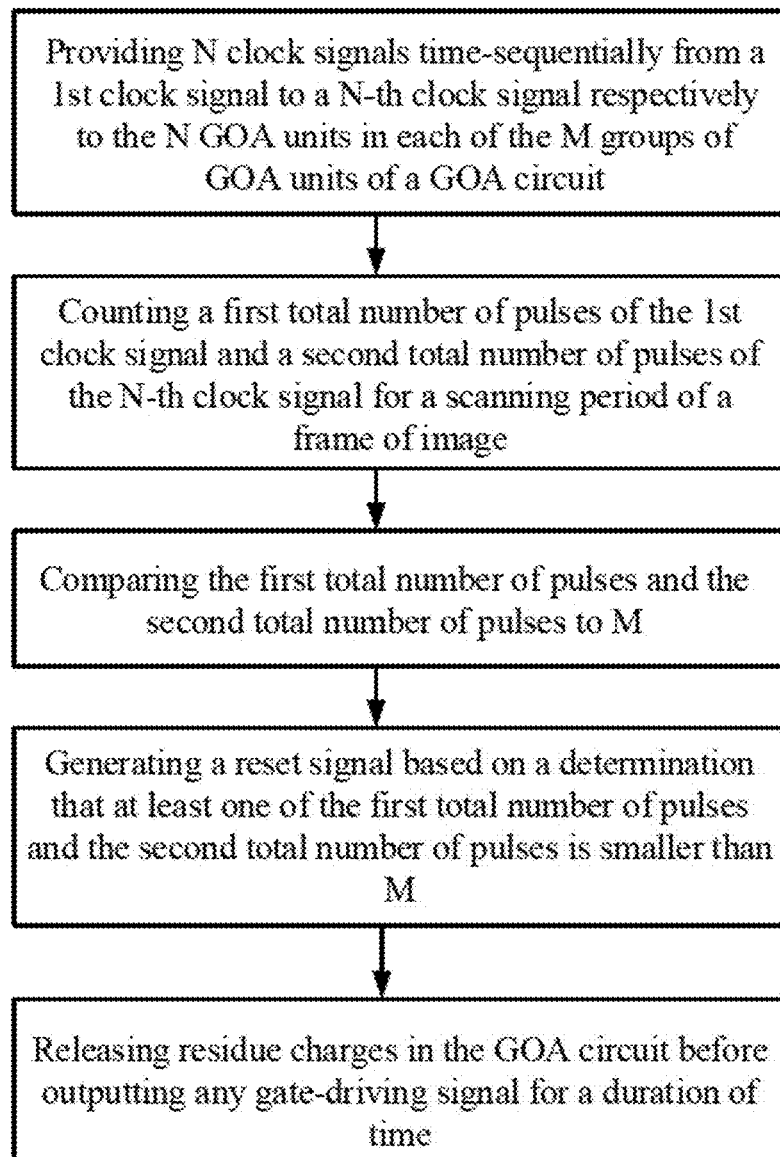 Providing N clock signals time-sequentially from a
1st clock signal to a N-th clock signal respectively
to the N GOA units in each of the M groups of
GOA units of a GOA circuit
Counting a first total number of pulses of the 1st
clock signal and a second total number of pulses of
the N-th clock signal for a scanning period of a
frame of image
Comparing the first total number of pulses and the
second total number of pulses to M
Generating a reset signal based on a determination
that at least one of the first total number of pulses
and the second total number of pulses is smaller than
M
Releasing residue charges in the GOA circuit before
outputting any gate-driving signal for a duration of
time